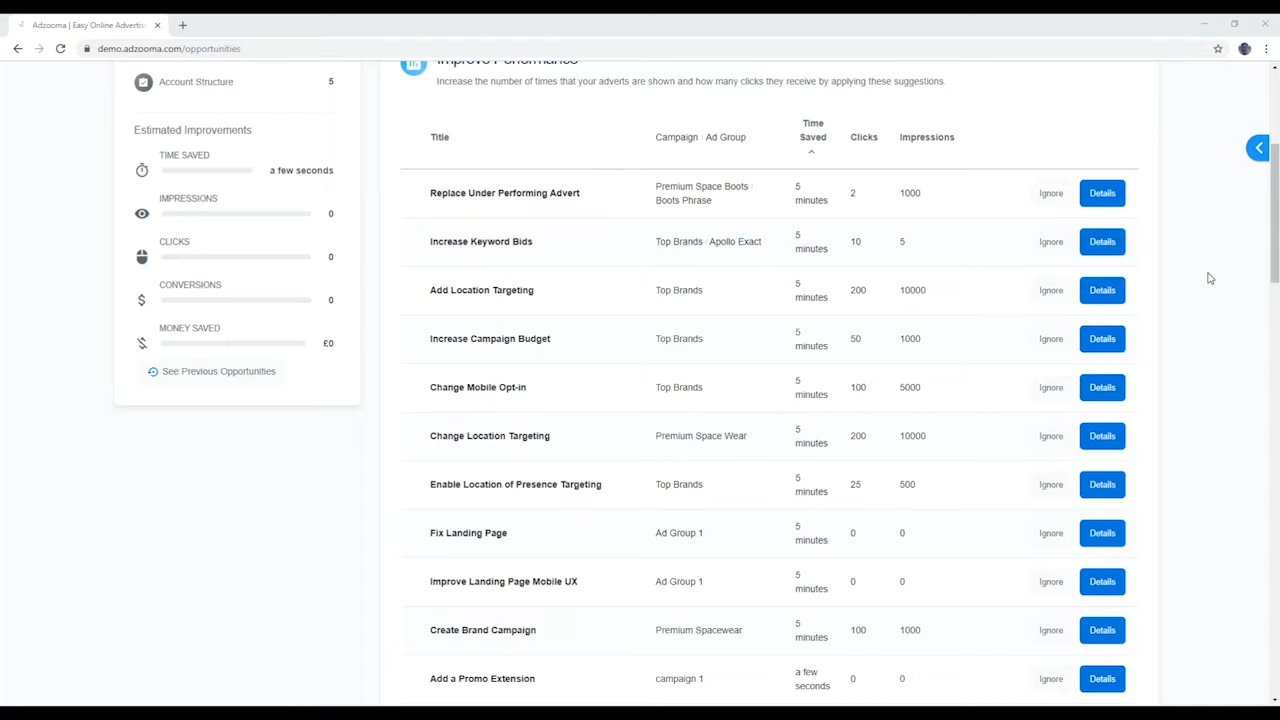 Adzooma | Easy Online Advertis
demo.adzooma.com/opportunities
Account Structure 5
Estimated Improvements
TIME SAVED
a few seconds
IMPRESSIONS
0
CLICKS
0
CONVERSIONS
0
MONEY SAVED
£0
See Previous Opportunities
Improve Performance
Increase the number of times that your adverts are shown and how many clicks they receive by applying these suggestions.
Title Campaign / Ad Group Time Saved Clicks Impressions
Replace Under Performing Advert Premium Space Boots / Boots Phrase 5 minutes 2 1000 Ignore Details
Increase Keyword Bids Top Brands / Apollo Exact 5 minutes 10 5 Ignore Details
Add Location Targeting Top Brands 5 minutes 200 10000 Ignore Details
Increase Campaign Budget Top Brands 5 minutes 50 1000 Ignore Details
Change Mobile Opt-in Top Brands 5 minutes 100 5000 Ignore Details
Change Location Targeting Premium Space Wear 5 minutes 200 10000 Ignore Details
Enable Location of Presence Targeting Top Brands 5 minutes 25 500 Ignore Details
Fix Landing Page Ad Group 1 5 minutes 0 0 Ignore Details
Improve Landing Page Mobile UX Ad Group 1 5 minutes 0 0 Ignore Details
Create Brand Campaign Premium Spacewear 5 minutes 100 1000 Ignore Details
Add a Promo Extension campaign 1 a few seconds 0 0 Ignore Details